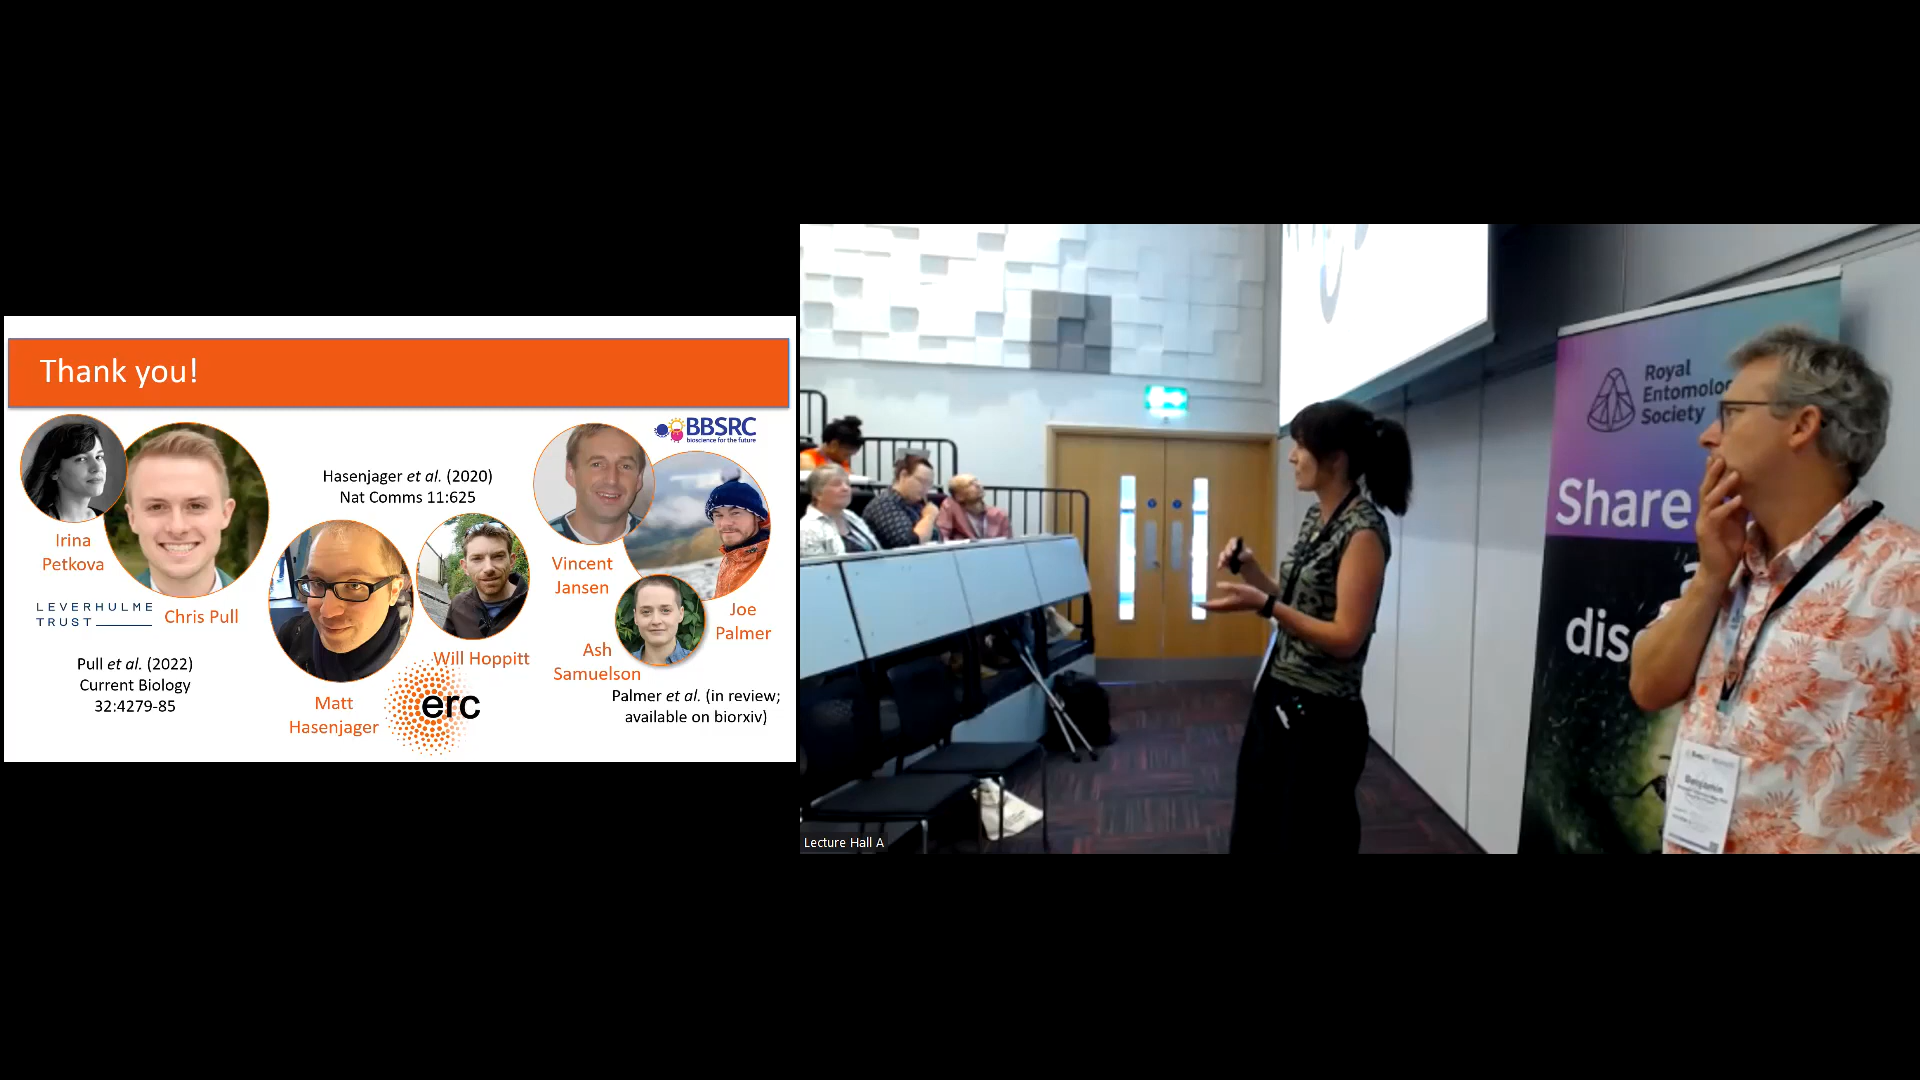 Thank you!
Irina
Petkova
LEVERHULME
TRUST
Chris Pull
Pull et al. (2022)
Current Biology
32:4279-85
Hasenjager et al. (2020)
Nat Comms 11:625
Matt
Hasenjager
Will Hoppitt
erc
BBSRC
bioscience for the future
Vincent
Jansen
Joe
Palmer
Ash
Samuelson
Palmer et al. (in review;
available on biorxiv)
Royal
Entomolo
Society
Share
dis
Benjamin
Lecture Hall A